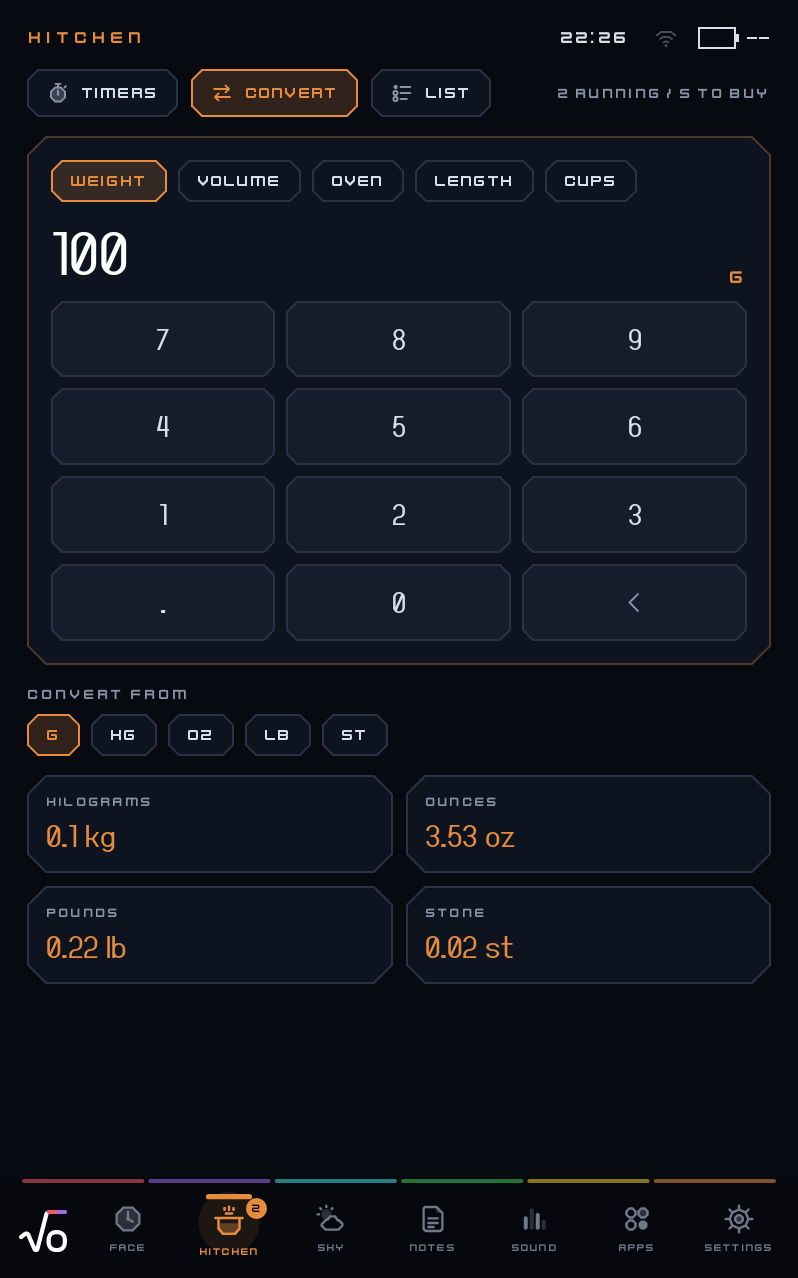 KITCHEN 22:26 --
TIMERS CONVERT LIST 2 RUNNING / 5 TO BUY
WEIGHT VOLUME OVEN LENGTH CUPS
100
G
7 8 9
4 5 6
1 2 3
. 0 <
CONVERT FROM
G KG OZ LB ST
KILOGRAMS OUNCES
0.1 kg 3.53 oz
POUNDS STONE
0.22 lb 0.02 st
2
FACE KITCHEN SKY NOTES SOUND APPS SETTINGS